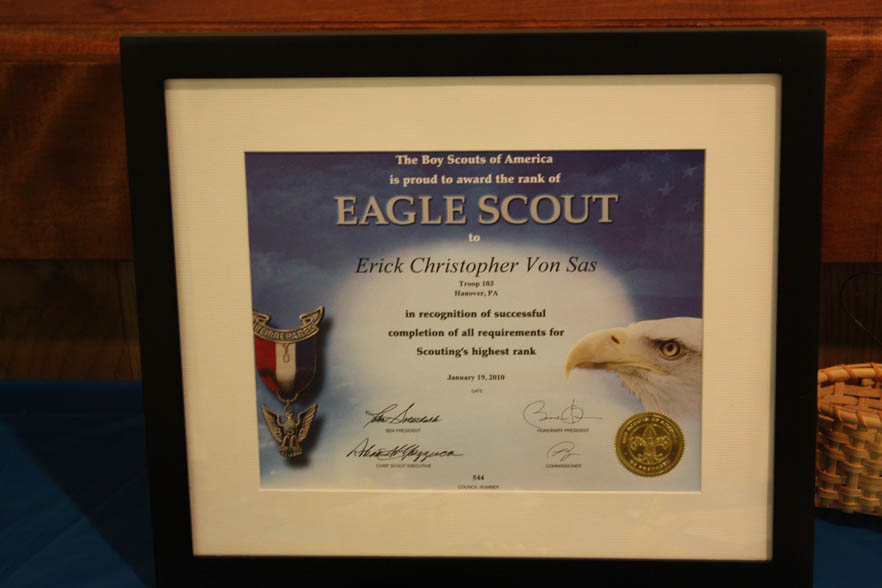 The Boy Scouts of America
is proud to award the rank of
EAGLE SCOUT
to
Erick Christopher Von Sas
Troop 103
Hanover, PA
in recognition of successful
completion of all requirements for
Scouting's highest rank
January 19, 2010
DATE
BSA PRESIDENT
HONORARY PRESIDENT
CHIEF SCOUT EXECUTIVE
COMMISSIONER
544
COUNCIL NUMBER
BE PREPARED